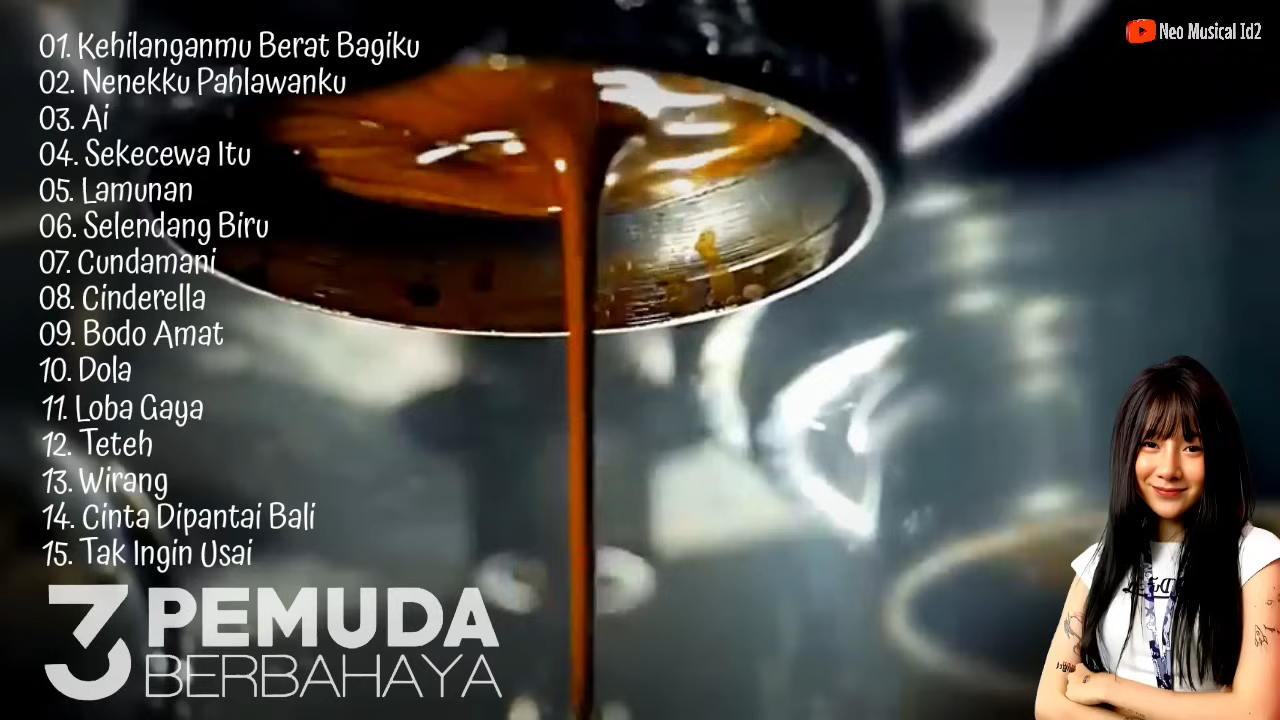 01. Kehilanganmu Berat Bagiku
02. Nenekku Pahlawanku
03. Ai
04. Sekecewa Itu
05. Lamunan
06. Selendang Biru
07. Cundamani
08. Cinderella
09. Bodo Amat
10. Dola
11. Loba Gaya
12. Teteh
13. Wirang
14. Cinta Dipantai Bali
15. Tak Ingin Usai
3 PEMUDA
BERBAHAYA
Neo Musical Id2